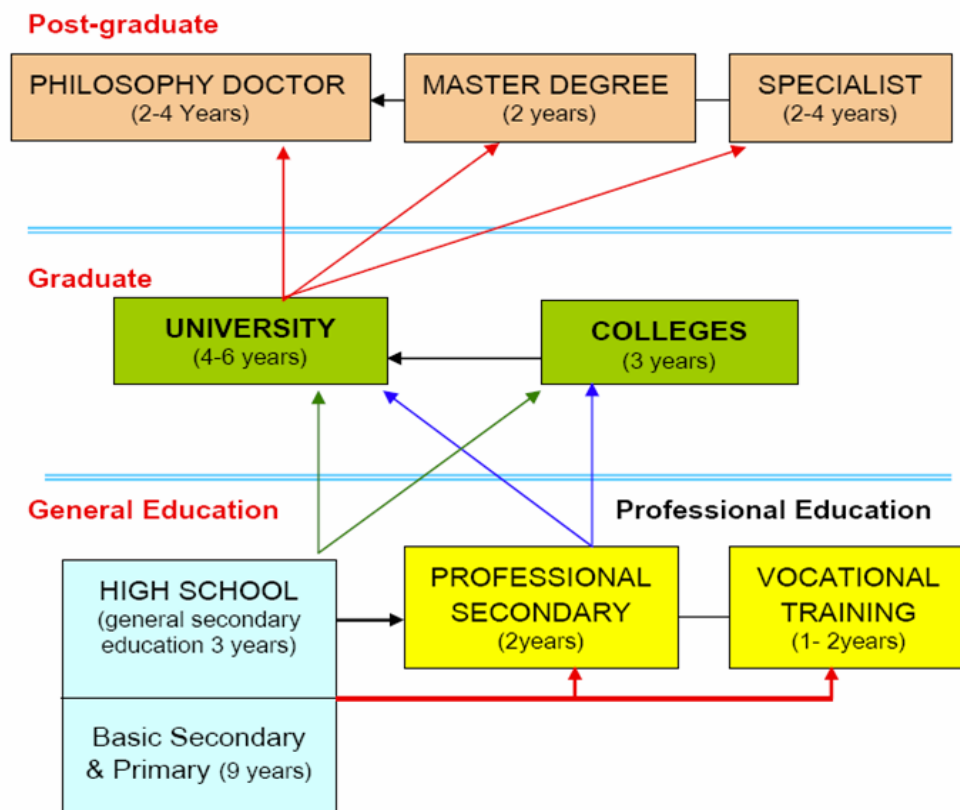 Post-graduate
PHILOSOPHY DOCTOR
(2-4 Years)
MASTER DEGREE
(2 years)
SPECIALIST
(2-4 years)
Graduate
UNIVERSITY
(4-6 years)
COLLEGES
(3 years)
General Education
Professional Education
HIGH SCHOOL
(general secondary
education 3 years)
PROFESSIONAL
SECONDARY
(2years)
VOCATIONAL
TRAINING
(1- 2years)
Basic Secondary
& Primary (9 years)